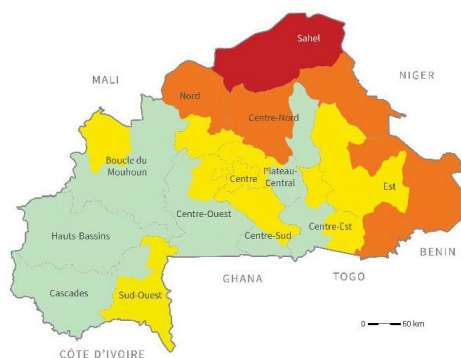 Sahel
MALI
NIGER
Nord
Centre-Nord
Boucle du
Mouhoun
Plateau-
Central
Centre
Est
Centre-Ouest
Hauts-Bassins
Centre-Sud
Centre-Est
BENIN
GHANA
TOGO
Cascades
Sud-Ouest
0 60 km
CÔTE D'IVOIRE